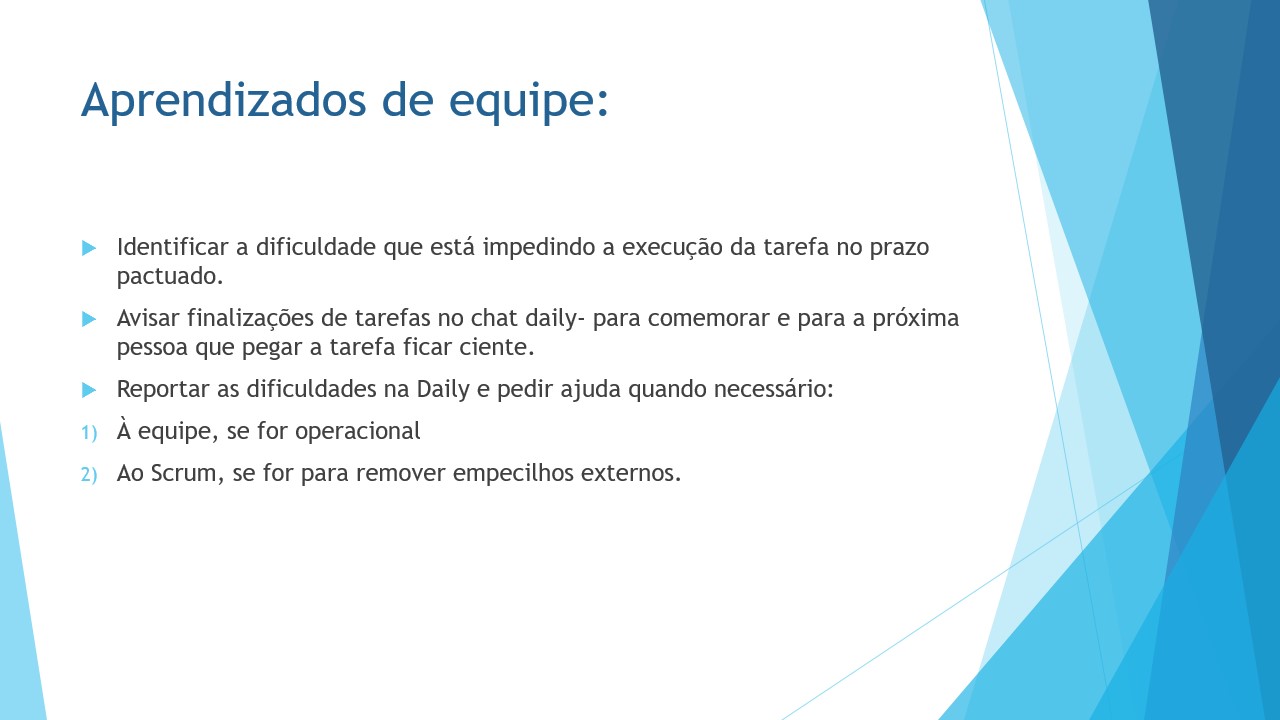 Aprendizados de equipe:
Identificar a dificuldade que está impedindo a execução da tarefa no prazo
pactuado.
Avisar finalizações de tarefas no chat daily- para comemorar e para a próxima
pessoa que pegar a tarefa ficar ciente.
Reportar as dificuldades na Daily e pedir ajuda quando necessário:
1) À equipe, se for operacional
2) Ao Scrum, se for para remover empecilhos externos.